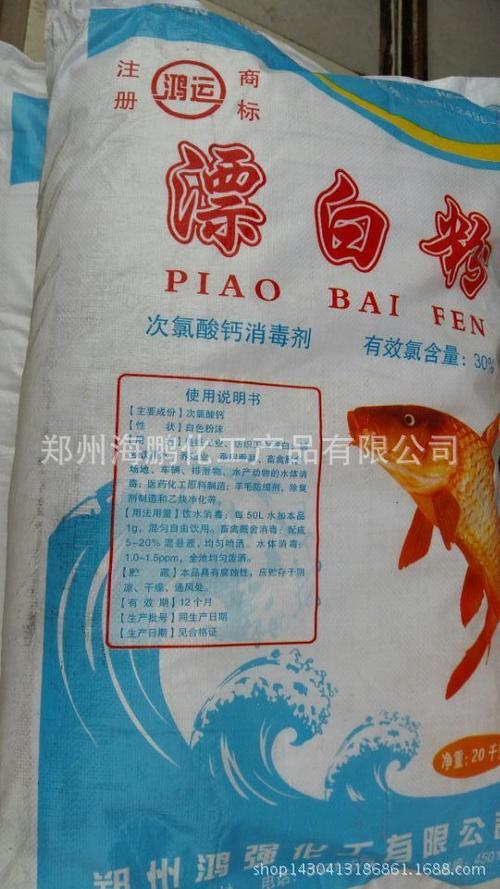 注册 鸿运 商标
漂白粉
PIAO BAI FEN
次氯酸钙消毒剂 有效氯含量：30%
使用说明书
【主要成份】次氯酸钙
【性 状】白色粉沫
郑州海鹏化工产品有限公司
场地、车辆、排泄物、水产动物的水体消
毒；医药化工原料制造；羊毛防缩剂，除臭
剂制造和乙炔净化等。
【用法用量】饮水消毒：每50L水加本品
1g，混匀自由饮用。畜禽厩舍消毒：配成
5-20%混悬液，均匀喷洒。水体消毒：
1.0-1.5ppm，全池均匀泼洒。
【贮 藏】本品具有腐蚀性，应贮存于阴
凉、干燥、通风处。
【有 效 期】12个月
【生产批号】同生产日期
【生产日期】见合格证
净重：20千
郑州鸿强化工有限公司
shop1430413186861.1688.com